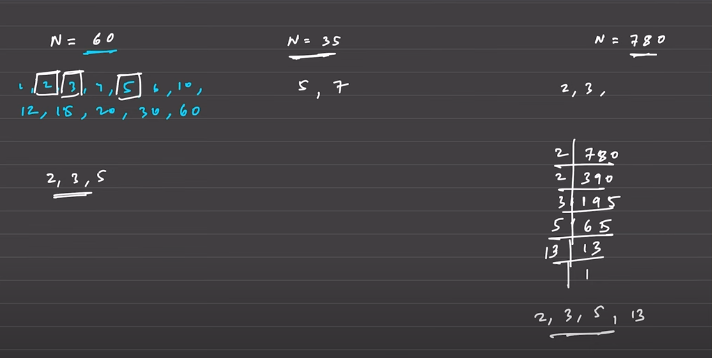 N = 60
1, 2, 3, 4, 5, 6, 10,
12, 15, 20, 30, 60
2, 3, 5
N = 35
5, 7
N = 780
2, 3,
2 | 780
2 | 390
3 | 195
5 | 65
13 | 13
| 1
2, 3, 5, 13